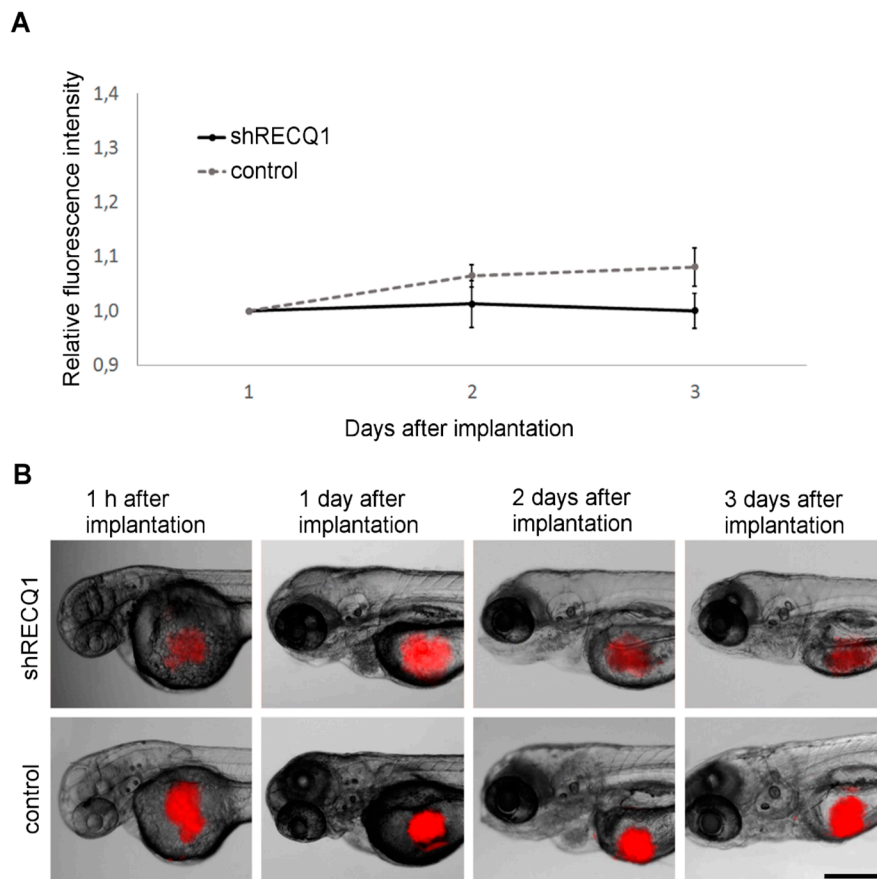 A
Relative fluorescence intensity
1,4
1,3
1,2
1,1
1,0
0,9
shRECQ1
control
1
2
3
Days after implantation
B
1 h after
implantation
1 day after
implantation
2 days after
implantation
3 days after
implantation
shRECQ1
control